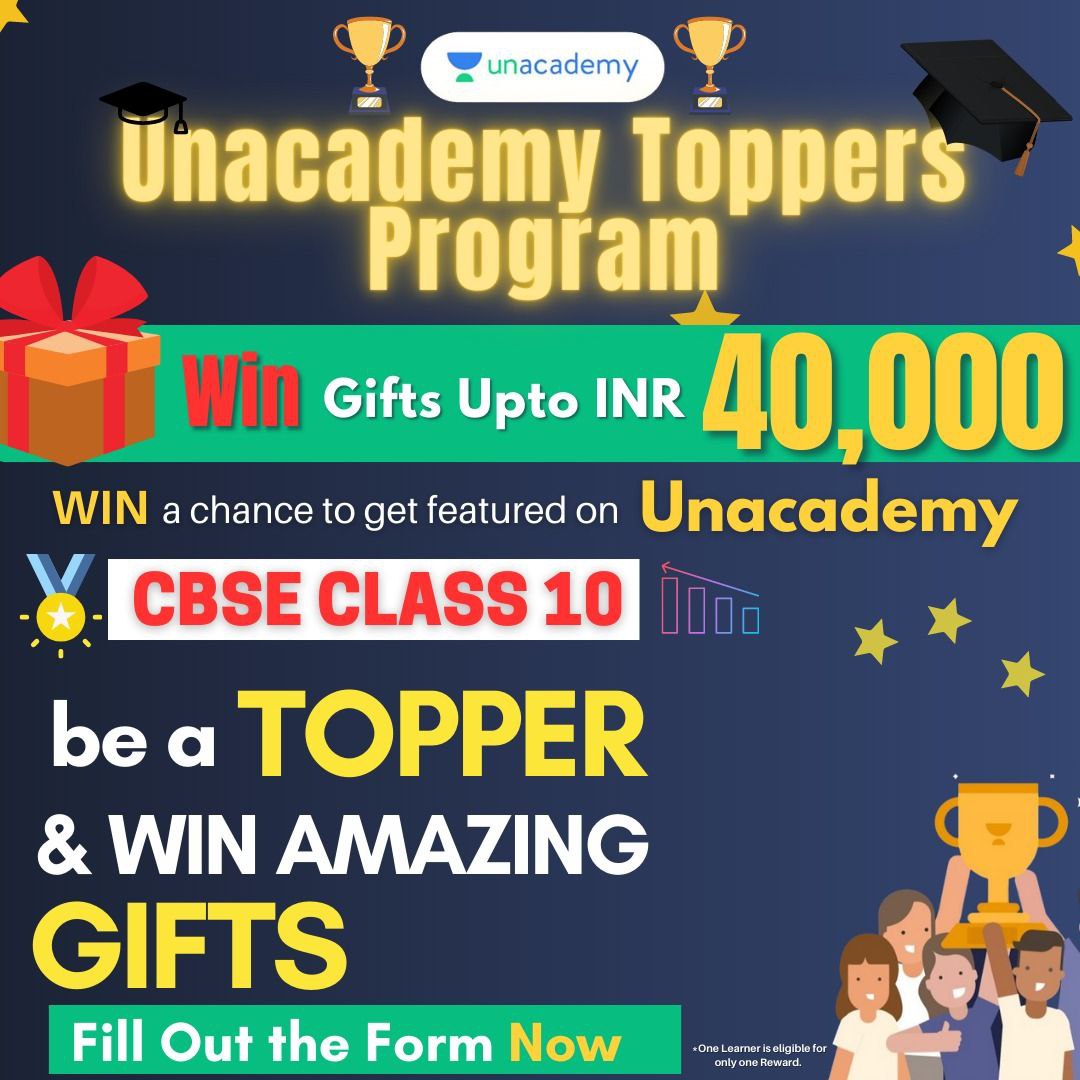 unacademy
Unacademy Toppers
Program
Win Gifts Upto INR 40,000
WIN a chance to get featured on Unacademy
CBSE CLASS 10
be a TOPPER
& WIN AMAZING
GIFTS
Fill Out the Form Now
*One Learner is eligible for
only one Reward.